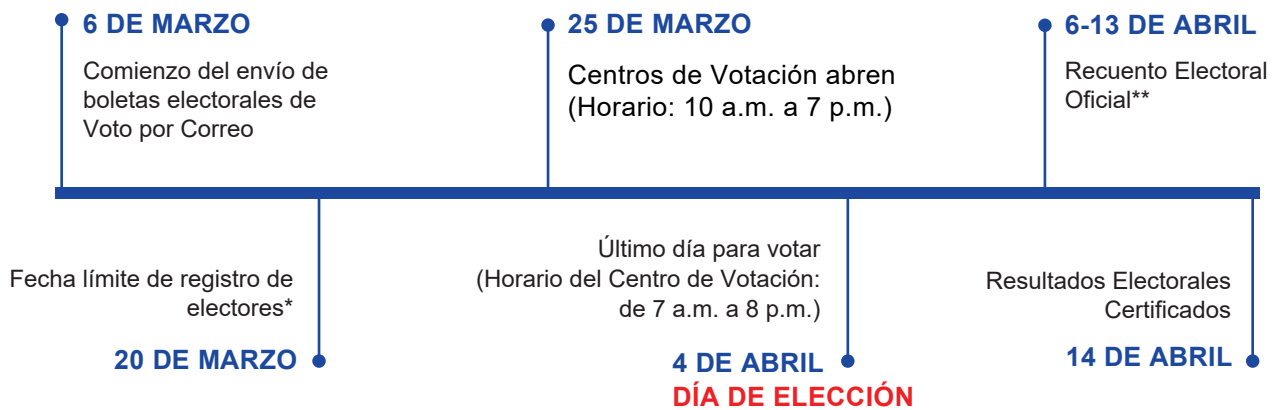 6 DE MARZO
Comienzo del envío de
boletas electorales de
Voto por Correo
25 DE MARZO
Centros de Votación abren
(Horario: 10 a.m. a 7 p.m.)
6-13 DE ABRIL
Recuento Electoral
Oficial**
Fecha límite de registro de
electores*
20 DE MARZO
Último día para votar
(Horario del Centro de Votación:
de 7 a.m. a 8 p.m.)
4 DE ABRIL
DÍA DE ELECCIÓN
Resultados Electorales
Certificados
14 DE ABRIL